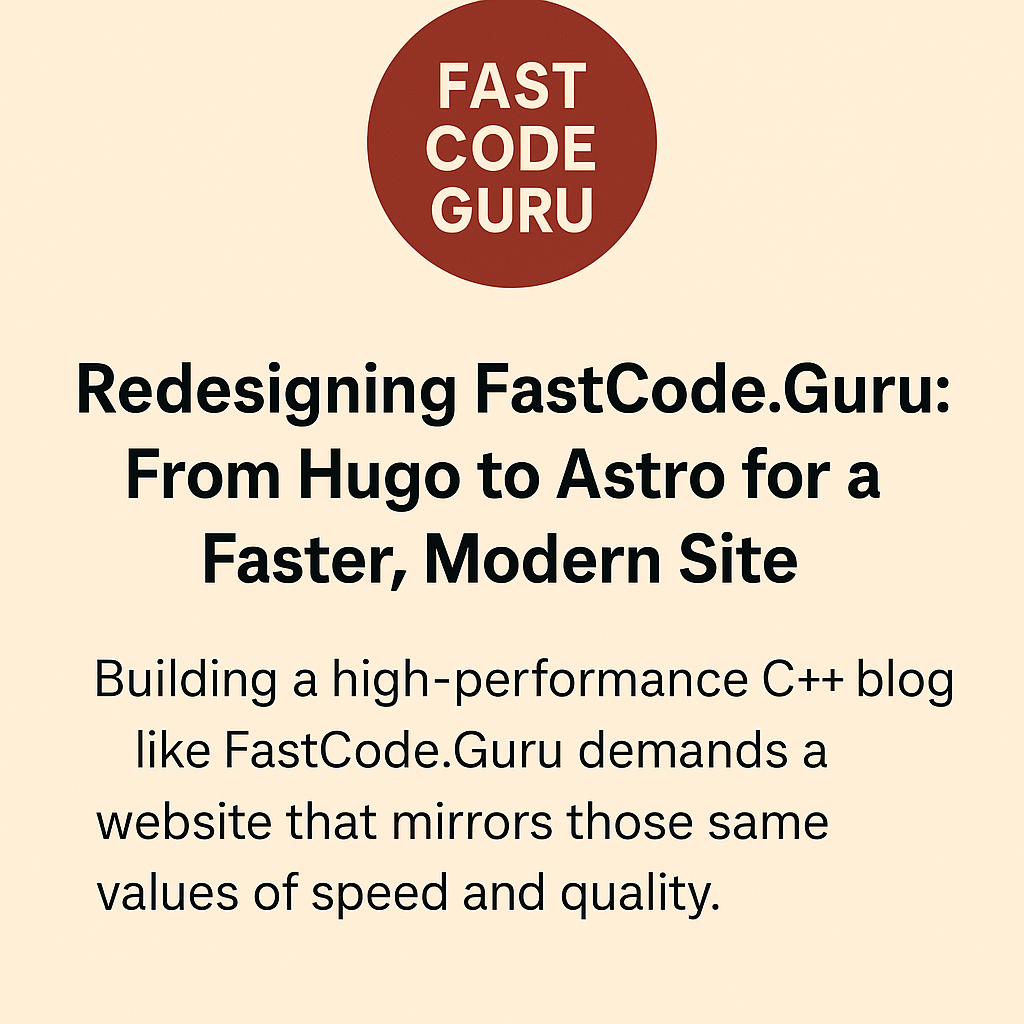 FAST
CODE
GURU
Redesigning FastCode.Guru:
From Hugo to Astro for a
Faster, Modern Site
Building a high-performance C++ blog
like FastCode.Guru demands a
website that mirrors those same
values of speed and quality.